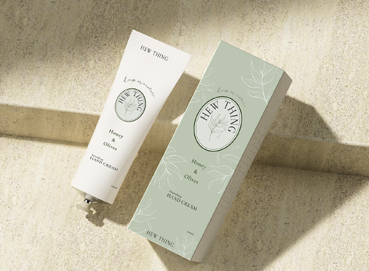 HEW THING
HEW THING
Honey
&
Olives
HAND CREAM
HEW THING
Honey
&
Olives
HAND CREAM
HEW THING